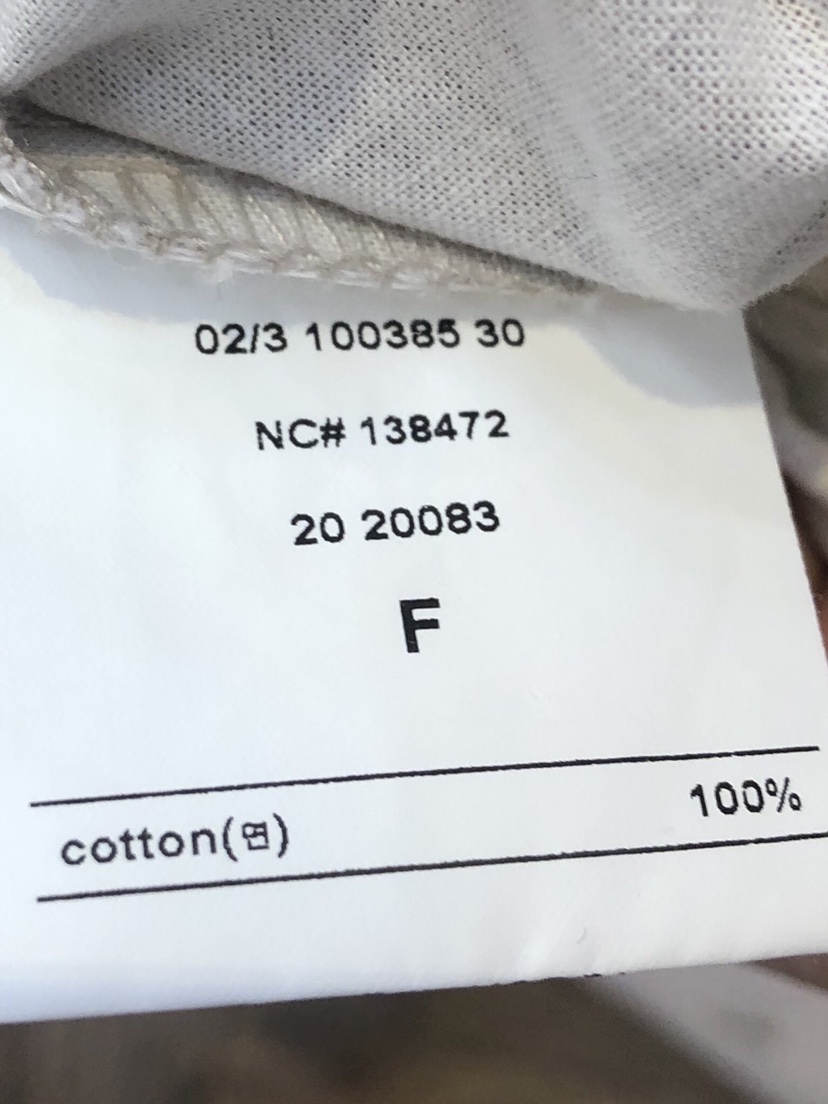 02/3 100385 30
NC# 138472
20 20083
F
cotton(면) 100%